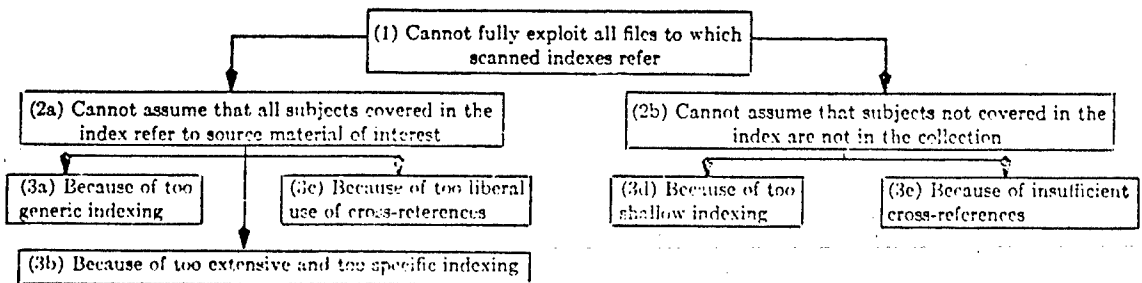 (1) Cannot fully exploit all files to which
scanned indexes refer
(2a) Cannot assume that all subjects covered in the
index refer to source material of interest
(2b) Cannot assume that subjects not covered in the
index are not in the collection
(3a) Because of too
generic indexing
(3c) Because of too liberal
use of cross-references
(3d) Because of too
shallow indexing
(3e) Because of insufficient
cross-references
(3b) Because of too extensive and too specific indexing